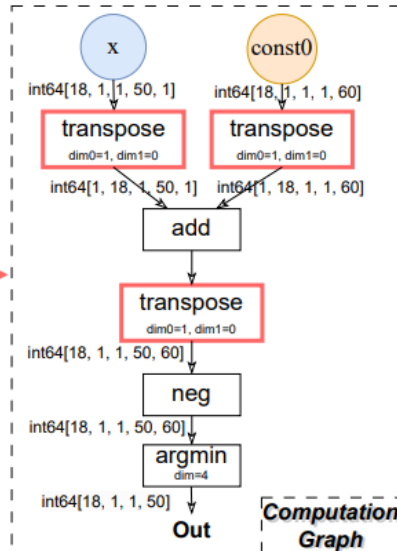 x
const0
int64[18, 1, 1, 50, 1]
int64[18, 1, 1, 1, 60]
transpose
dim0=1, dim1=0
transpose
dim0=1, dim1=0
int64[1, 18, 1, 50, 1]
int64[1, 18, 1, 1, 60]
add
transpose
dim0=1, dim1=0
int64[18, 1, 1, 50, 60]
neg
int64[18, 1, 1, 50, 60]
argmin
dim=4
int64[18, 1, 1, 50]
Out
Computation
Graph